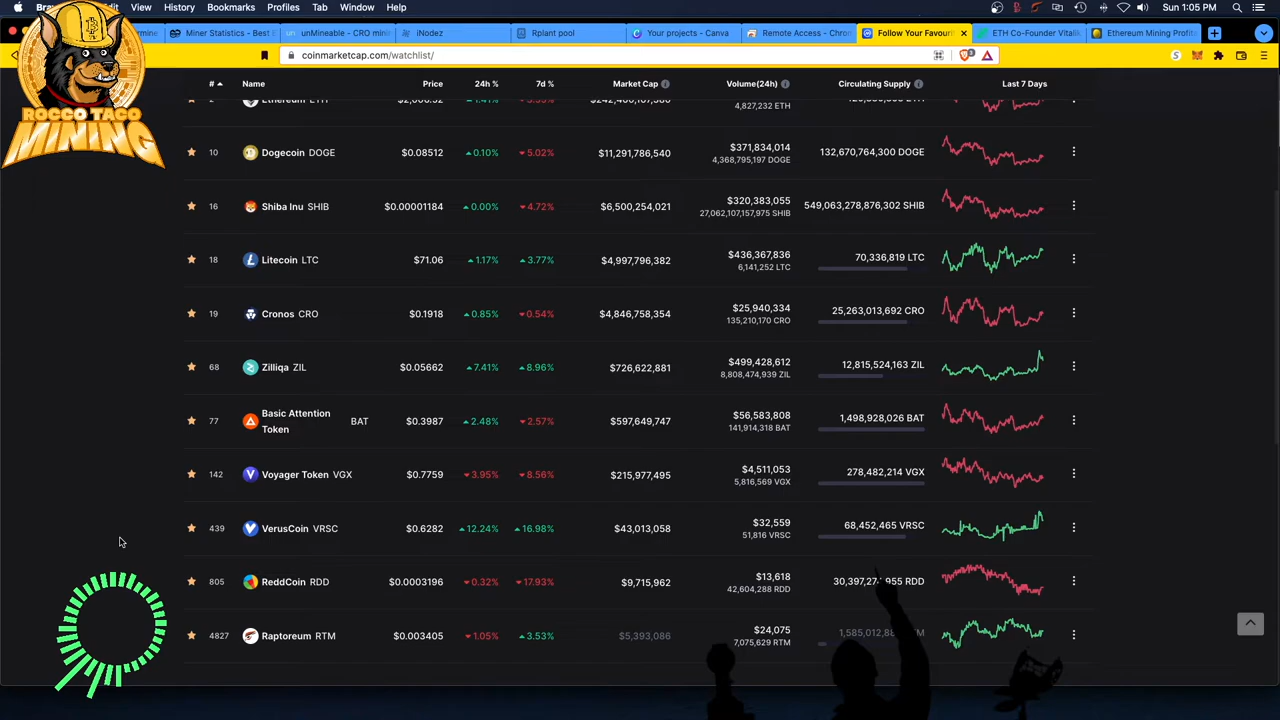 View History Bookmarks Profiles Tab Window Help Sun 1:05 PM
Miner Statistics - Best unMineable - CRO mini iNodez Rplant pool Your projects - Canva Remote Access - Chrom Follow Your Favour ETH Co-Founder Vitalik Ethereum Mining Profita
coinmarketcap.com/watchlist/
ROCCO TACO
MINING
# Name Price 24h % 7d % Market Cap Volume(24h) Circulating Supply Last 7 Days
4,827,232 ETH
10 Dogecoin DOGE $0.08512 0.10% 5.02% $11,291,786,540 $371,834,014 132,670,764,300 DOGE
4,368,795,197 DOGE
16 Shiba Inu SHIB $0.00001184 0.00% 4.72% $6,500,254,021 $320,383,055 549,063,278,876,302 SHIB
27,062,107,157,975 SHIB
18 Litecoin LTC $71.06 1.17% 3.77% $4,997,796,382 $436,367,836 70,336,819 LTC
6,141,252 LTC
19 Cronos CRO $0.1918 0.85% 0.54% $4,846,758,354 $25,940,334 25,263,013,692 CRO
135,210,170 CRO
68 Zilliqa ZIL $0.05662 7.41% 8.96% $726,622,881 $499,428,612 12,815,524,163 ZIL
8,808,474,939 ZIL
77 Basic Attention Token BAT $0.3987 2.48% 2.57% $597,649,747 $56,583,808 1,498,928,026 BAT
141,914,318 BAT
142 Voyager Token VGX $0.7759 3.95% 8.56% $215,977,495 $4,511,053 278,482,214 VGX
5,816,569 VGX
439 VerusCoin VRSC $0.6282 12.24% 16.98% $43,013,058 $32,559 68,452,465 VRSC
51,816 VRSC
805 ReddCoin RDD $0.0003196 0.32% 17.93% $9,715,962 $13,618 RDD
42,604,288 RDD
4827 Raptoreum RTM $0.003405 1.05% 3.53% $5,393,086 $24,075
7,075,629 RTM